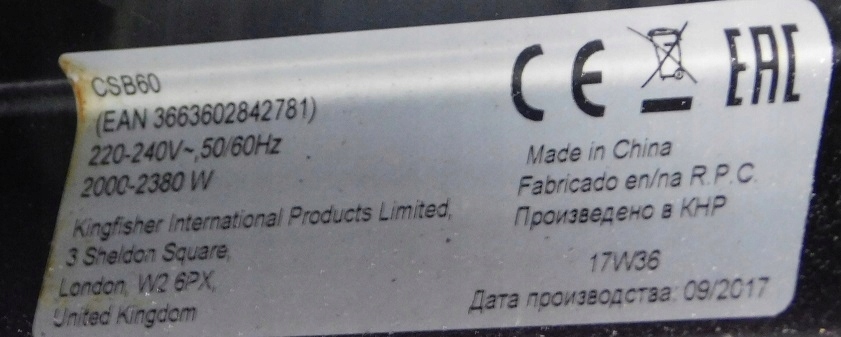 CSB60
(EAN 3663602842781)
220-240V~,50/60Hz
2000-2380 W
Kingfisher International Products Limited,
3 Sheldon Square,
London, W2 6PX,
United Kingdom
CE
EAC
Made in China
Fabricado en/na R.P.C.
Произведено в КНР
17W36
Дата производства: 09/2017